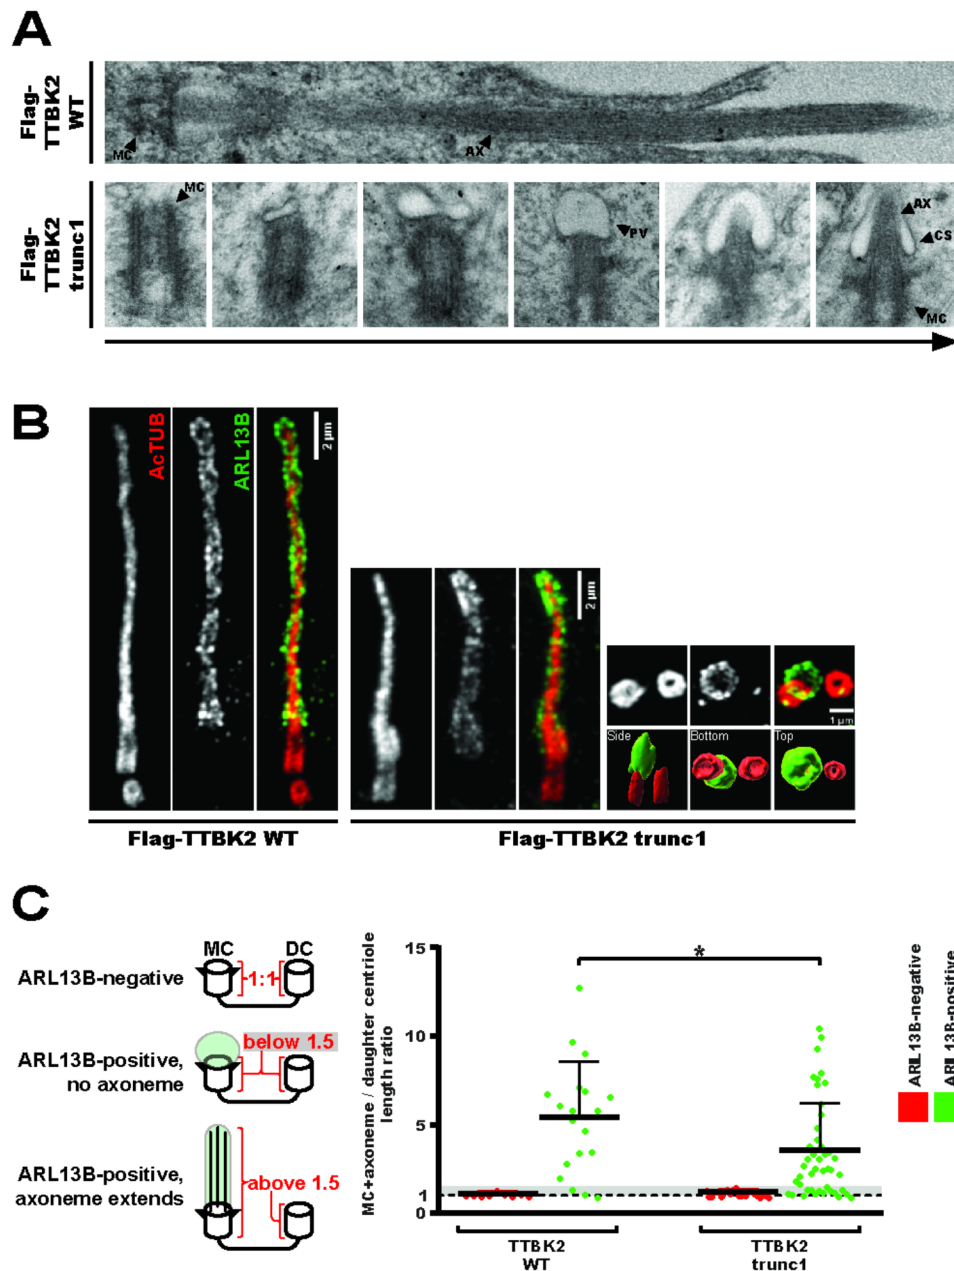 A
Flag-
TTBK2
WT
MC
AX
Flag-
TTBK2
trunc1
MC
PV
AX
CS
MC
B
AcTUB
ARL13B
2 μm
2 μm
1 μm
Side
Bottom
Top
Flag-TTBK2 WT
Flag-TTBK2 trunc1
C
MC
DC
ARL13B-negative
1:1
ARL13B-positive,
no axoneme
below 1.5
ARL13B-positive,
axoneme extends
above 1.5
MC+axoneme / daughter centriole
length ratio
15
10
5
1
0
*
TTBK2
WT
TTBK2
trunc1
ARL13B-negative
ARL13B-positive